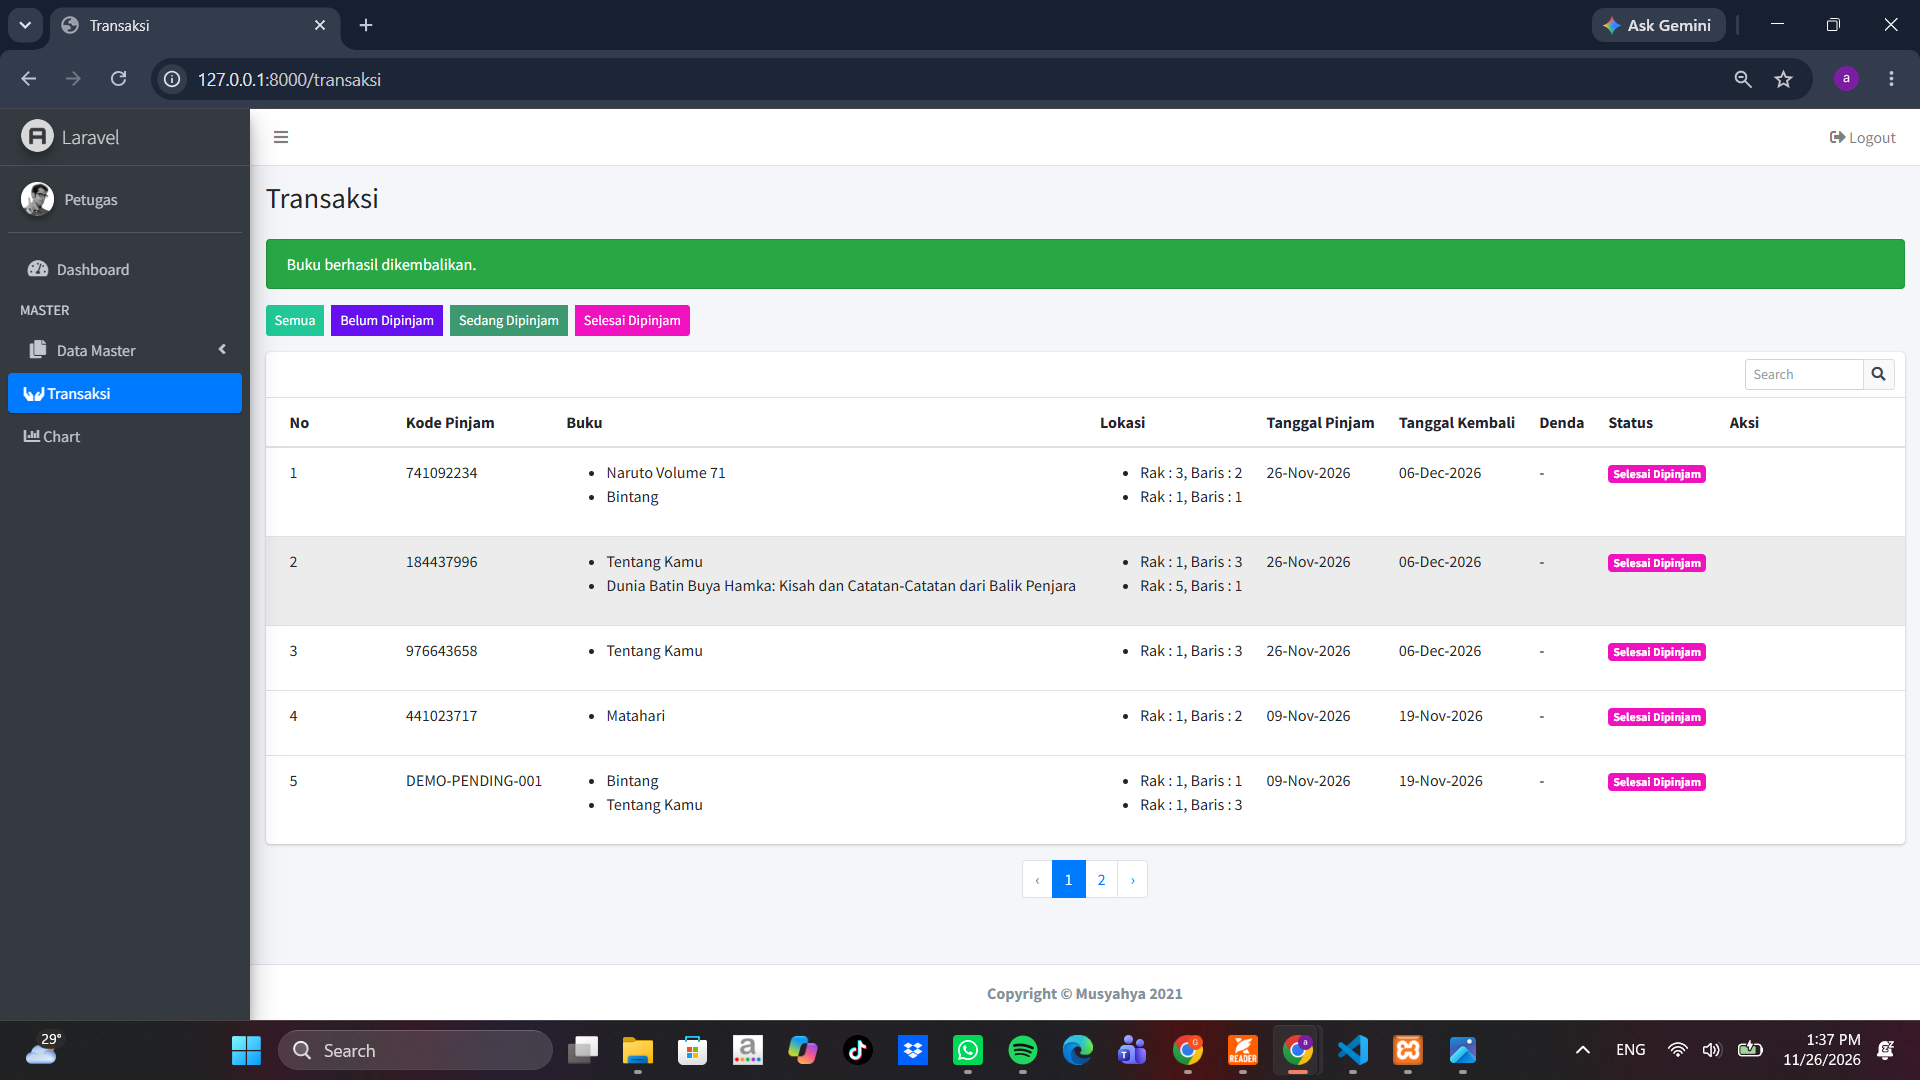 Transaksi
Ask Gemini
127.0.0.1:8000/transaksi
a
Laravel
Logout
Petugas
Transaksi
Buku berhasil dikembalikan.
Dashboard
MASTER
Data Master
Transaksi
Chart
Semua Belum Dipinjam Sedang Dipinjam Selesai Dipinjam
Search
No Kode Pinjam Buku Lokasi Tanggal Pinjam Tanggal Kembali Denda Status Aksi
1 741092234 • Naruto Volume 71 • Rak : 3, Baris : 2 26-Nov-2026 06-Dec-2026 - Selesai Dipinjam
• Bintang • Rak : 1, Baris : 1
2 184437996 • Tentang Kamu • Rak : 1, Baris : 3 26-Nov-2026 06-Dec-2026 - Selesai Dipinjam
• Dunia Batin Buya Hamka: Kisah dan Catatan-Catatan dari Balik Penjara • Rak : 5, Baris : 1
3 976643658 • Tentang Kamu • Rak : 1, Baris : 3 26-Nov-2026 06-Dec-2026 - Selesai Dipinjam
4 441023717 • Matahari • Rak : 1, Baris : 2 09-Nov-2026 19-Nov-2026 - Selesai Dipinjam
5 DEMO-PENDING-001 • Bintang • Rak : 1, Baris : 1 09-Nov-2026 19-Nov-2026 - Selesai Dipinjam
• Tentang Kamu • Rak : 1, Baris : 3
‹ 1 2 ›
Copyright © Musyahya 2021
29°
Search
READER
ENG
1:37 PM
11/26/2026